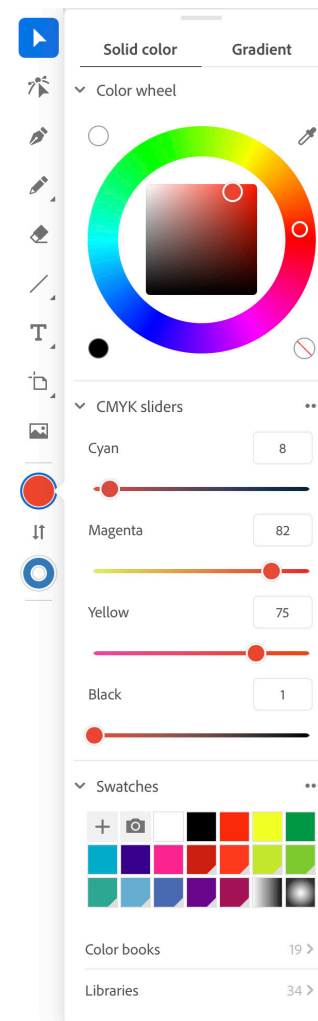 Solid color
Gradient
Color wheel
CMYK sliders
Cyan
8
Magenta
82
Yellow
75
Black
1
T
Swatches
Color books
19
Libraries
34